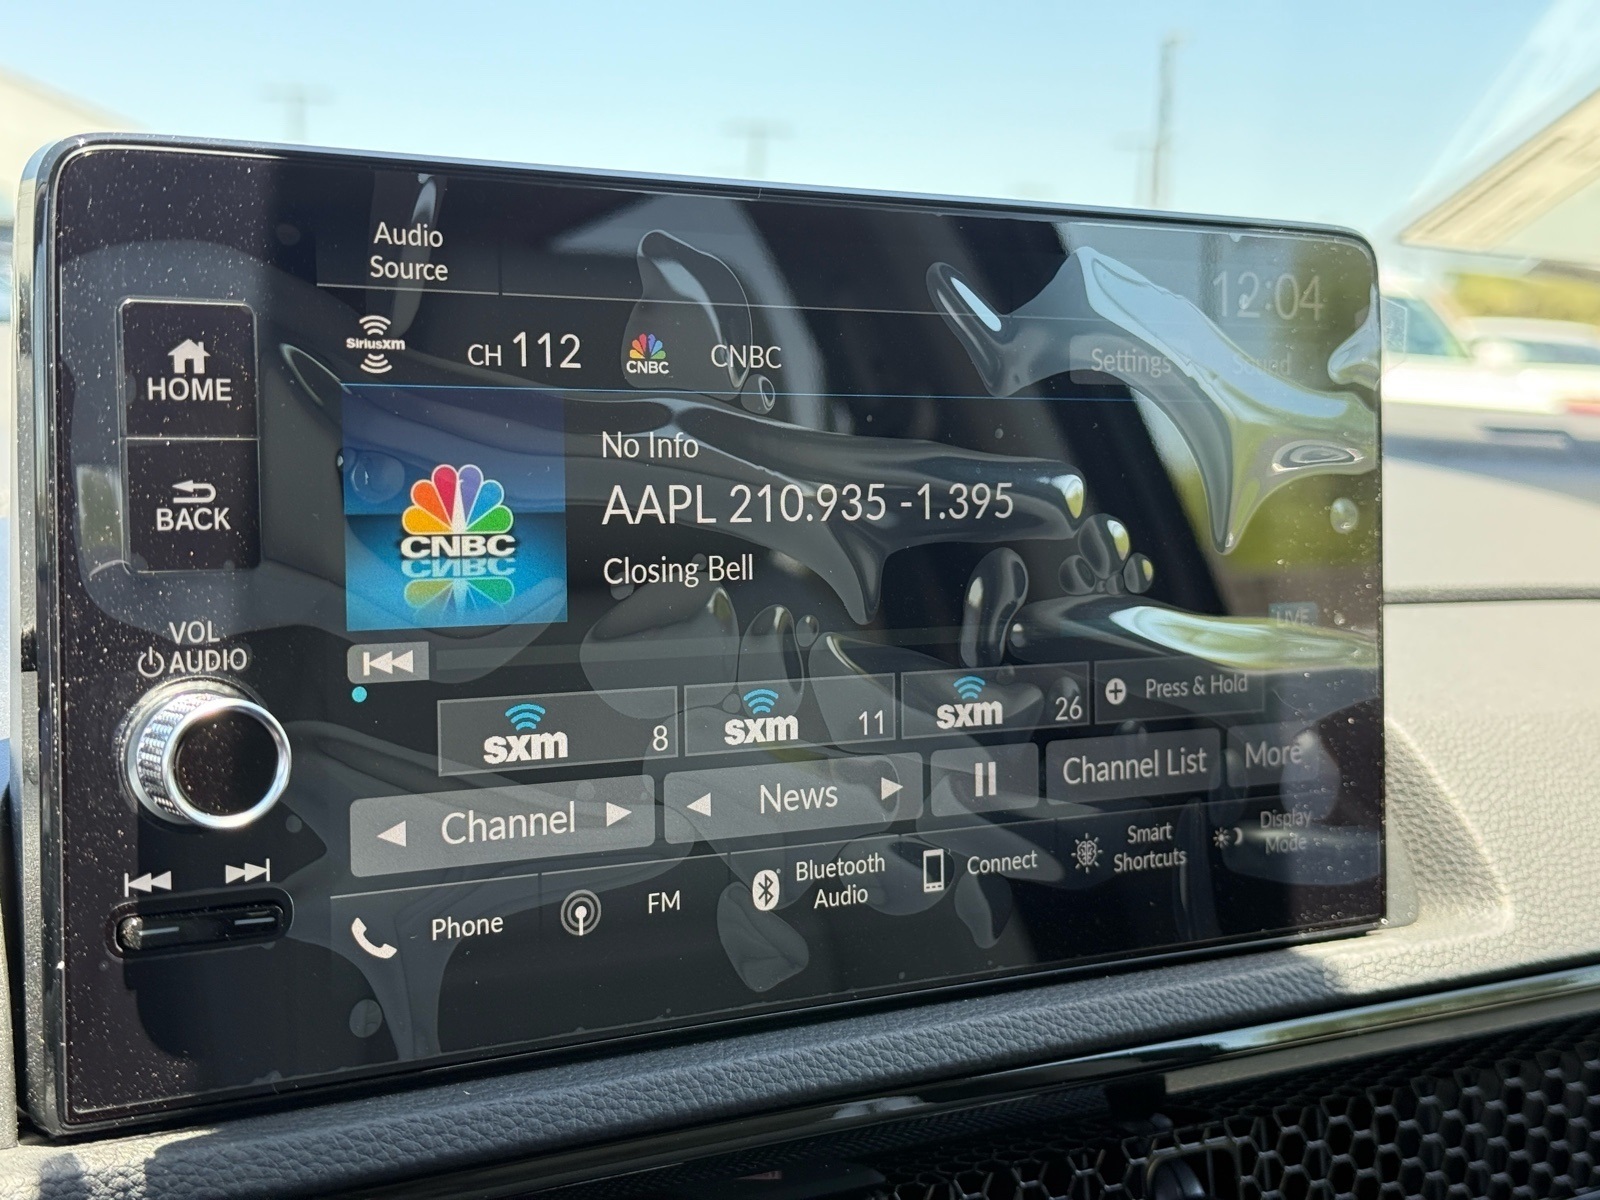 Audio
Source
12:04
SiriusXM
CH 112
CNBC
CNBC
Settings
Sound
HOME
BACK
No Info
AAPL 210.935 -1.395
Closing Bell
CNBC
LIVE
VOL
AUDIO
sxm 8
sxm 11
sxm 26
Press & Hold
Channel
News
Channel List
More
Phone
FM
Bluetooth
Audio
Connect
Smart
Shortcuts
Display
Mode